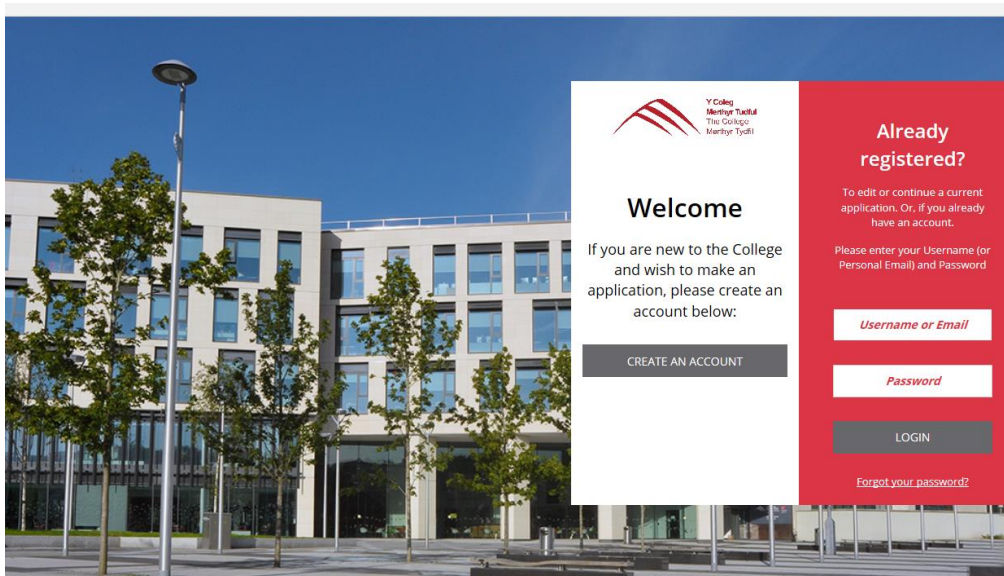 Y Coleg
Merthyr Tudful
The College
Merthyr Tydfil
Welcome
If you are new to the College
and wish to make an
application, please create an
account below:
CREATE AN ACCOUNT
Already
registered?
To edit or continue a current
application. Or, if you already
have an account.
Please enter your Username (or
Personal Email) and Password
Username or Email
Password
LOGIN
Forgot your password?